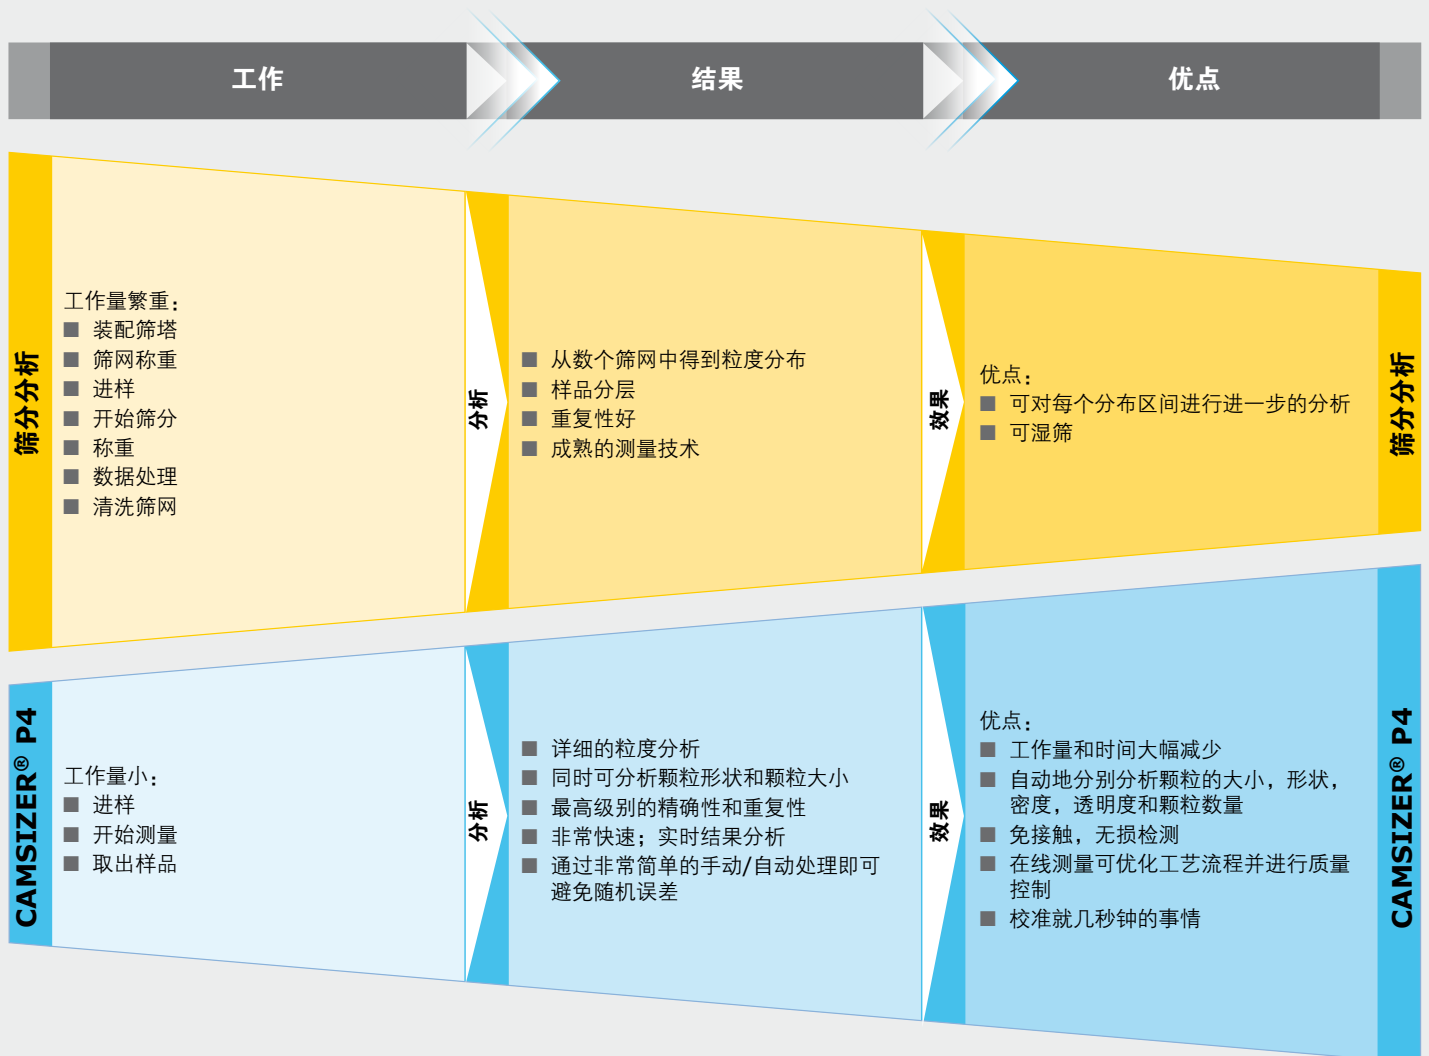 工作
结果
优点
筛分分析
工作量繁重：
■ 装配筛塔
■ 筛网称重
■ 进样
■ 开始筛分
■ 称重
■ 数据处理
■ 清洗筛网
分析
■ 从数个筛网中得到粒度分布
■ 样品分层
■ 重复性好
■ 成熟的测量技术
效果
优点：
■ 可对每个分布区间进行进一步的分析
■ 可湿筛
筛分分析
CAMSIZER® P4
工作量小：
■ 进样
■ 开始测量
■ 取出样品
分析
■ 详细的粒度分析
■ 同时可分析颗粒形状和颗粒大小
■ 最高级别的精确性和重复性
■ 非常快速；实时结果分析
■ 通过非常简单的手动/自动处理即可
避免随机误差
效果
优点：
■ 工作量和时间大幅减少
■ 自动地分别分析颗粒的大小，形状，
密度，透明度和颗粒数量
■ 免接触，无损检测
■ 在线测量可优化工艺流程并进行质量
控制
■ 校准就几秒钟的事情
CAMSIZER® P4